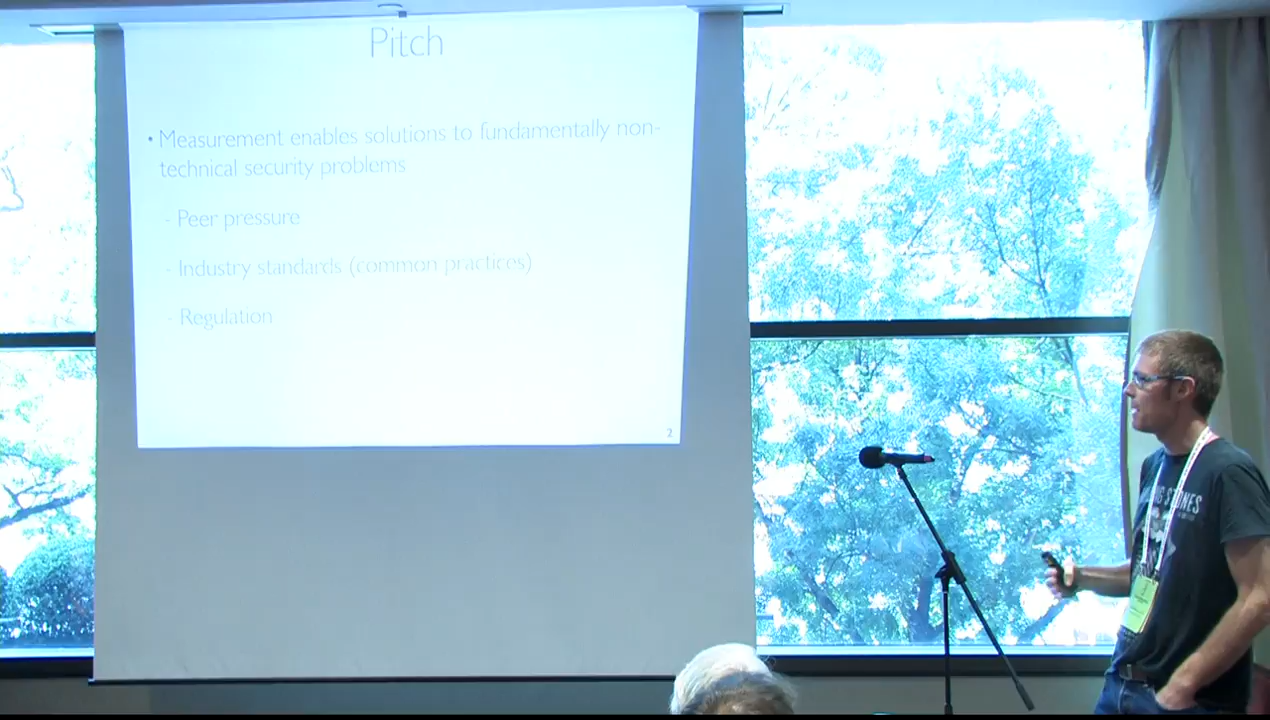 Pitch
• Measurement enables solutions to fundamentally non-
technical security problems
- Peer pressure
- Industry standards (common practices)
- Regulation
2